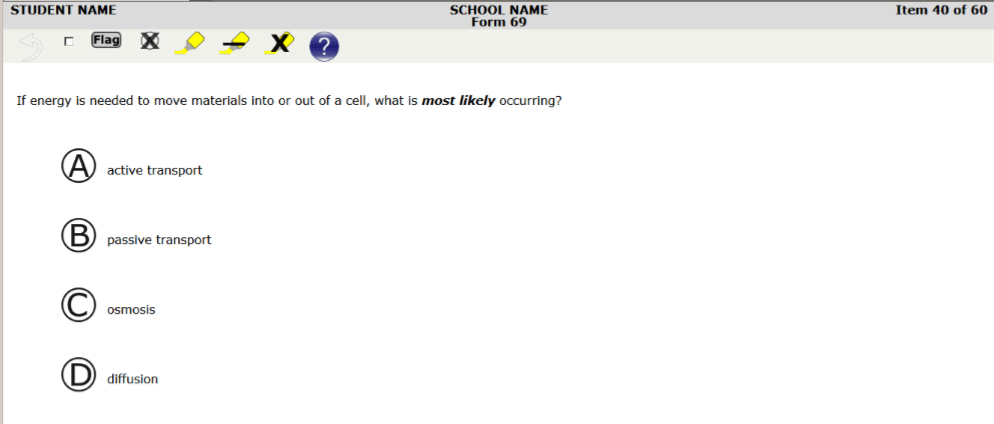 STUDENT NAME SCHOOL NAME Item 40 of 60
Form 69
Flag X X ?
If energy is needed to move materials into or out of a cell, what is most likely occurring?
A active transport
B passive transport
C osmosis
D diffusion